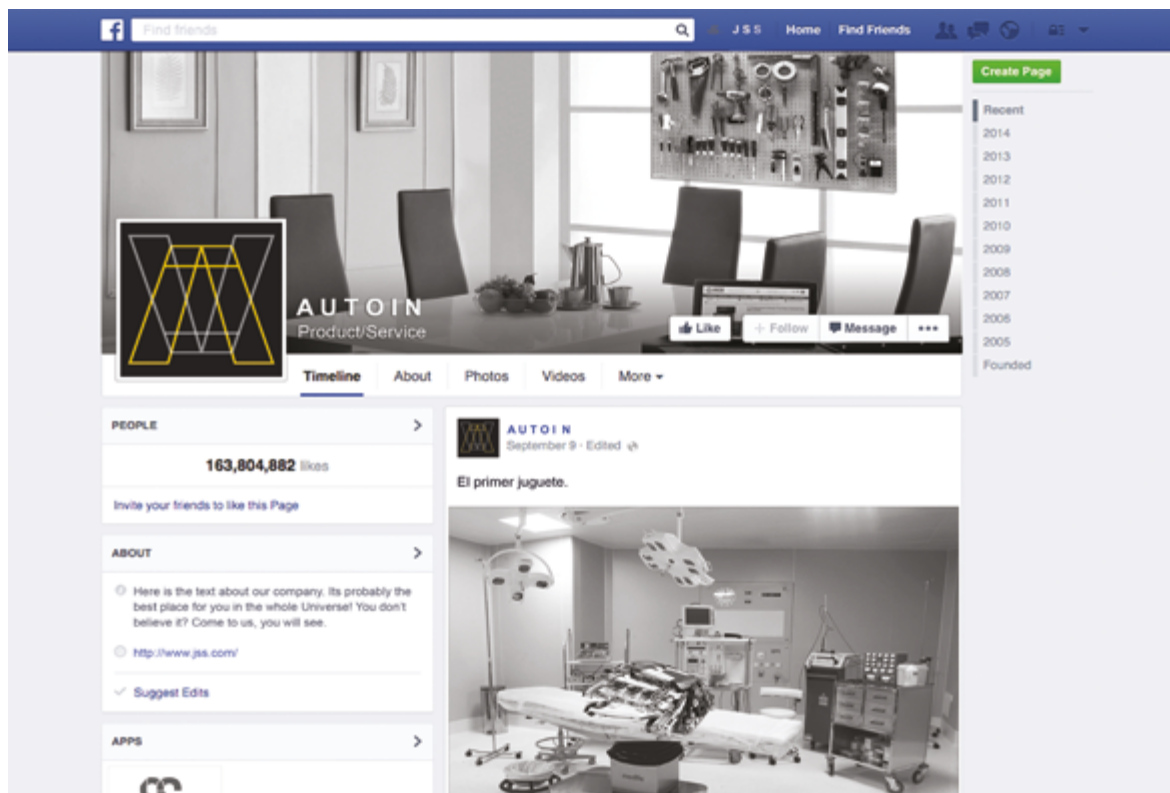 Find friends
JSS
Home
Find Friends
Create Page
Recent
2014
2013
2012
2011
2010
2009
2008
2007
2006
2005
Founded
AUTOIN
Product/Service
Like
+ Follow
Message
Timeline
About
Photos
Videos
More
PEOPLE
163,804,882 likes
Invite your friends to like this Page
ABOUT
Here is the text about our company. Its probably the
best place for you in the whole Universe! You don't
believe it? Come to us, you will see.
http://www.jss.com/
Suggest Edits
APPS
AUTOIN
September 9 · Edited
El primer juguete.